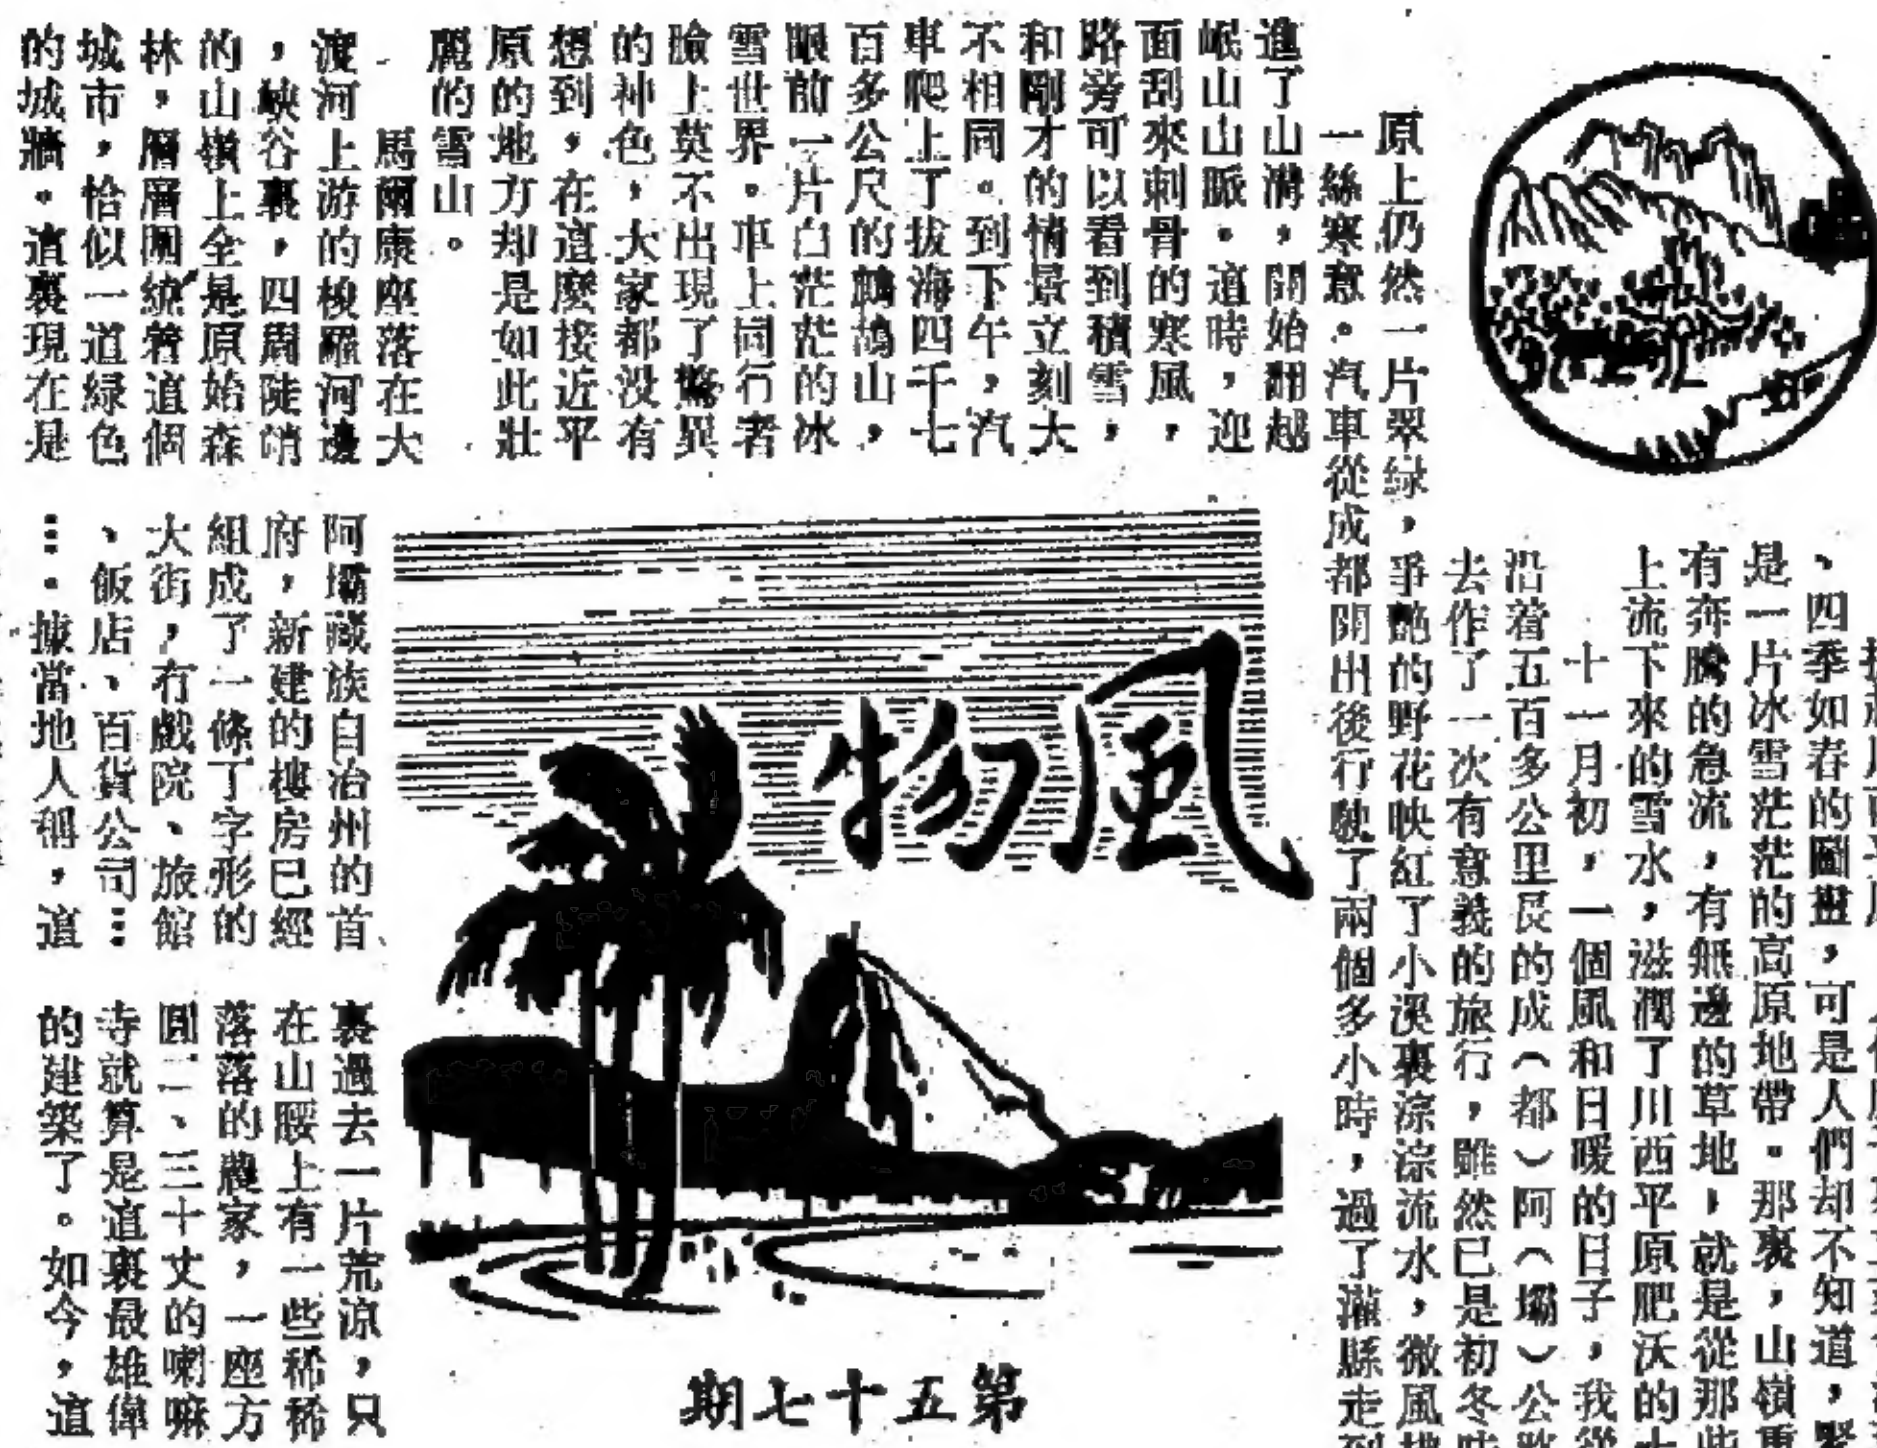 、四季如春的圖畫，可是人們却不知道，緊
是一片冰雪茫茫的高原地帶。那裏，山嶺重
有奔騰的急流，有無邊的草地，就是從那些
上流下來的雪水，滋潤了川西平原肥沃的
十一月初，一個風和日暖的日子，我從
沿着五百多公里長的成（都）阿（壩）公
去作了一次有意義的旅行，雖然已是初冬
原上仍然一片翠绿，爭艷的野花映紅了小溪裏淙淙流水，微風
一絲寒意。汽車從成都開出後行駛了兩個多小時，過了灌縣走到
進了山溝，開始翻越
岷山山脈。這時，迎
面刮來刺骨的寒風，
路旁可以看到積雪，
和剛才的情景立刻大
不相同。到下午，汽
車爬上了拔海四千七
百多公尺的鷓鴣山，
眼前一片白茫茫的冰
雪世界。車上同行者
臉上莫不出現了驚異
的神色，大家都没有
想到，在這麼接近平
原的地方却是如此壯
麗的雪山。
馬爾康座落在大
渡河上游的梭羅河邊
，峽谷裏，四周陡峭
的山嶺上全是原始森
林，層層圍繞着這個
城市，恰似一道緑色
的城牆。這裏現在是
風物
第五十七期
阿壩藏族自治州的首
府，新建的樓房已經
組成了一條丁字形的
大街，有戲院、旅館
、飯店、百貨公司…
…。據當地人稱，這
裏過去一片荒凉，只
在山腰上有一些稀稀
落落的農家，一座方
圓二、三十丈的喇嘛
寺就算是這裏最雄偉
的建築了。如今，這